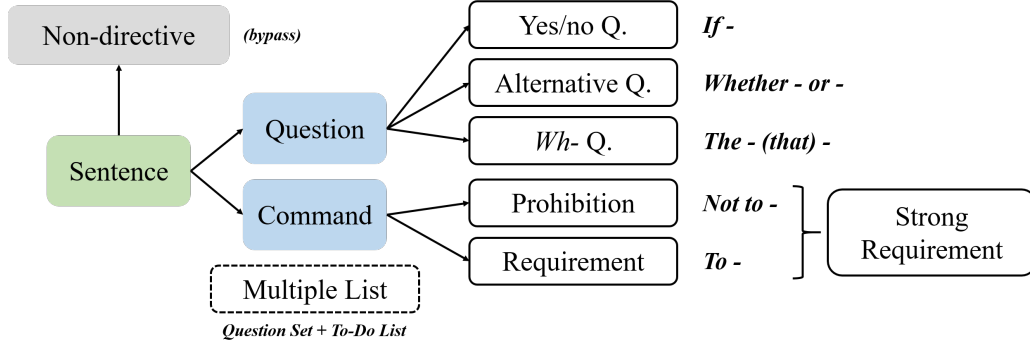 Non-directive
(bypass)
Sentence
Question
Command
Multiple List
Question Set + To-Do List
Yes/no Q.
If -
Alternative Q.
Whether - or -
Wh- Q.
The - (that) -
Prohibition
Not to -
Requirement
To -
Strong
Requirement